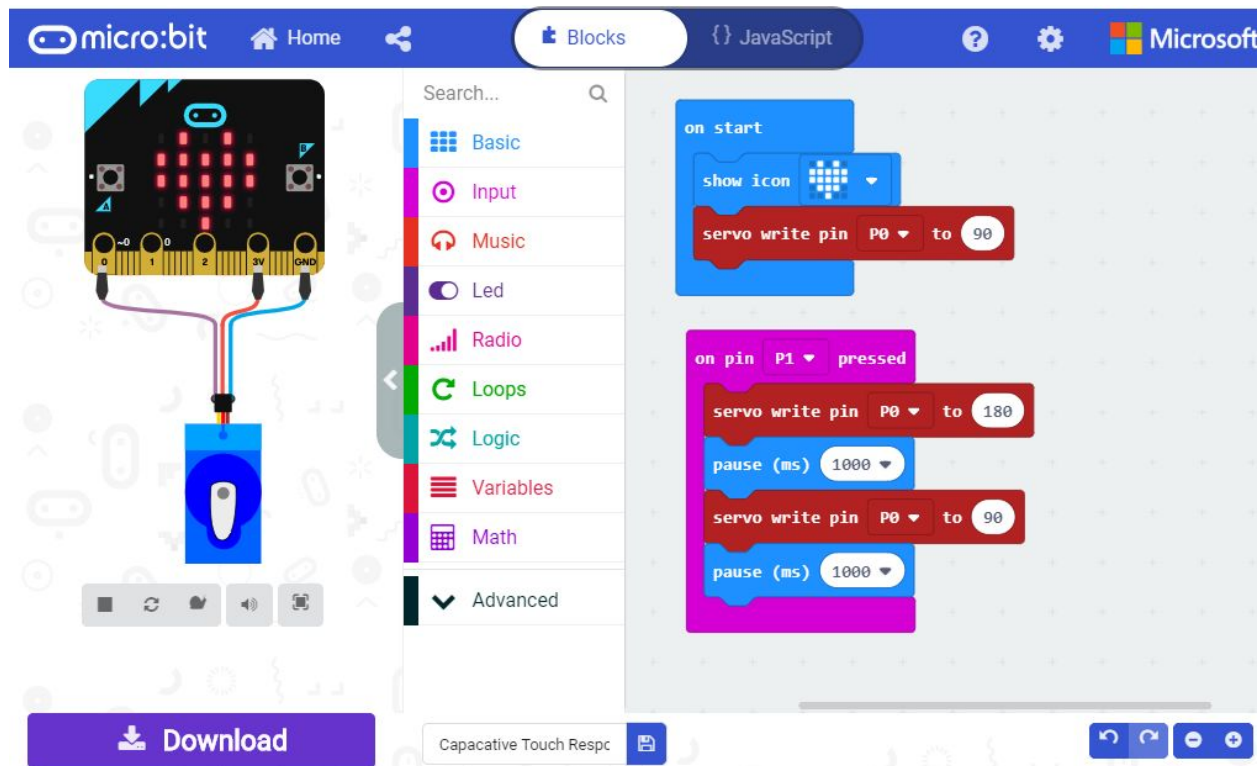 micro:bit Home Blocks {} JavaScript ? Microsoft
Search...
Basic
Input
Music
Led
Radio
Loops
Logic
Variables
Math
Advanced
B
A
~0 0
0 1 2 3V GND
on start
show icon
servo write pin P0 to 90
on pin P1 pressed
servo write pin P0 to 180
pause (ms) 1000
servo write pin P0 to 90
pause (ms) 1000
Download
Capacative Touch Respc